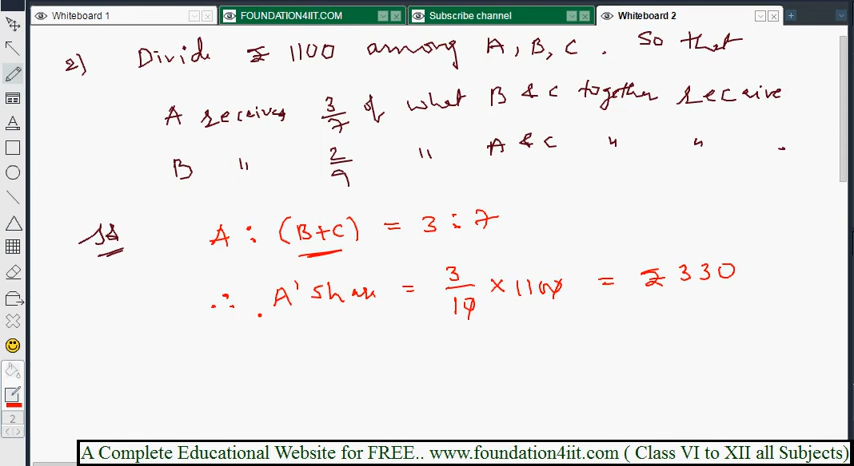 Whiteboard 1
FOUNDATION4IIT.COM
Subscribe channel
Whiteboard 2
2) Divide ₹ 1100 among A, B, C. So that
A receives 3/7 of what B & C together receive
B " 2/9 " A & C " " .
A : (B+C) = 3 : 7
∴ A' Share = 3/10 × 1100 = ₹ 330
2
A Complete Educational Website for FREE.. www.foundation4iit.com ( Class VI to XII all Subjects)